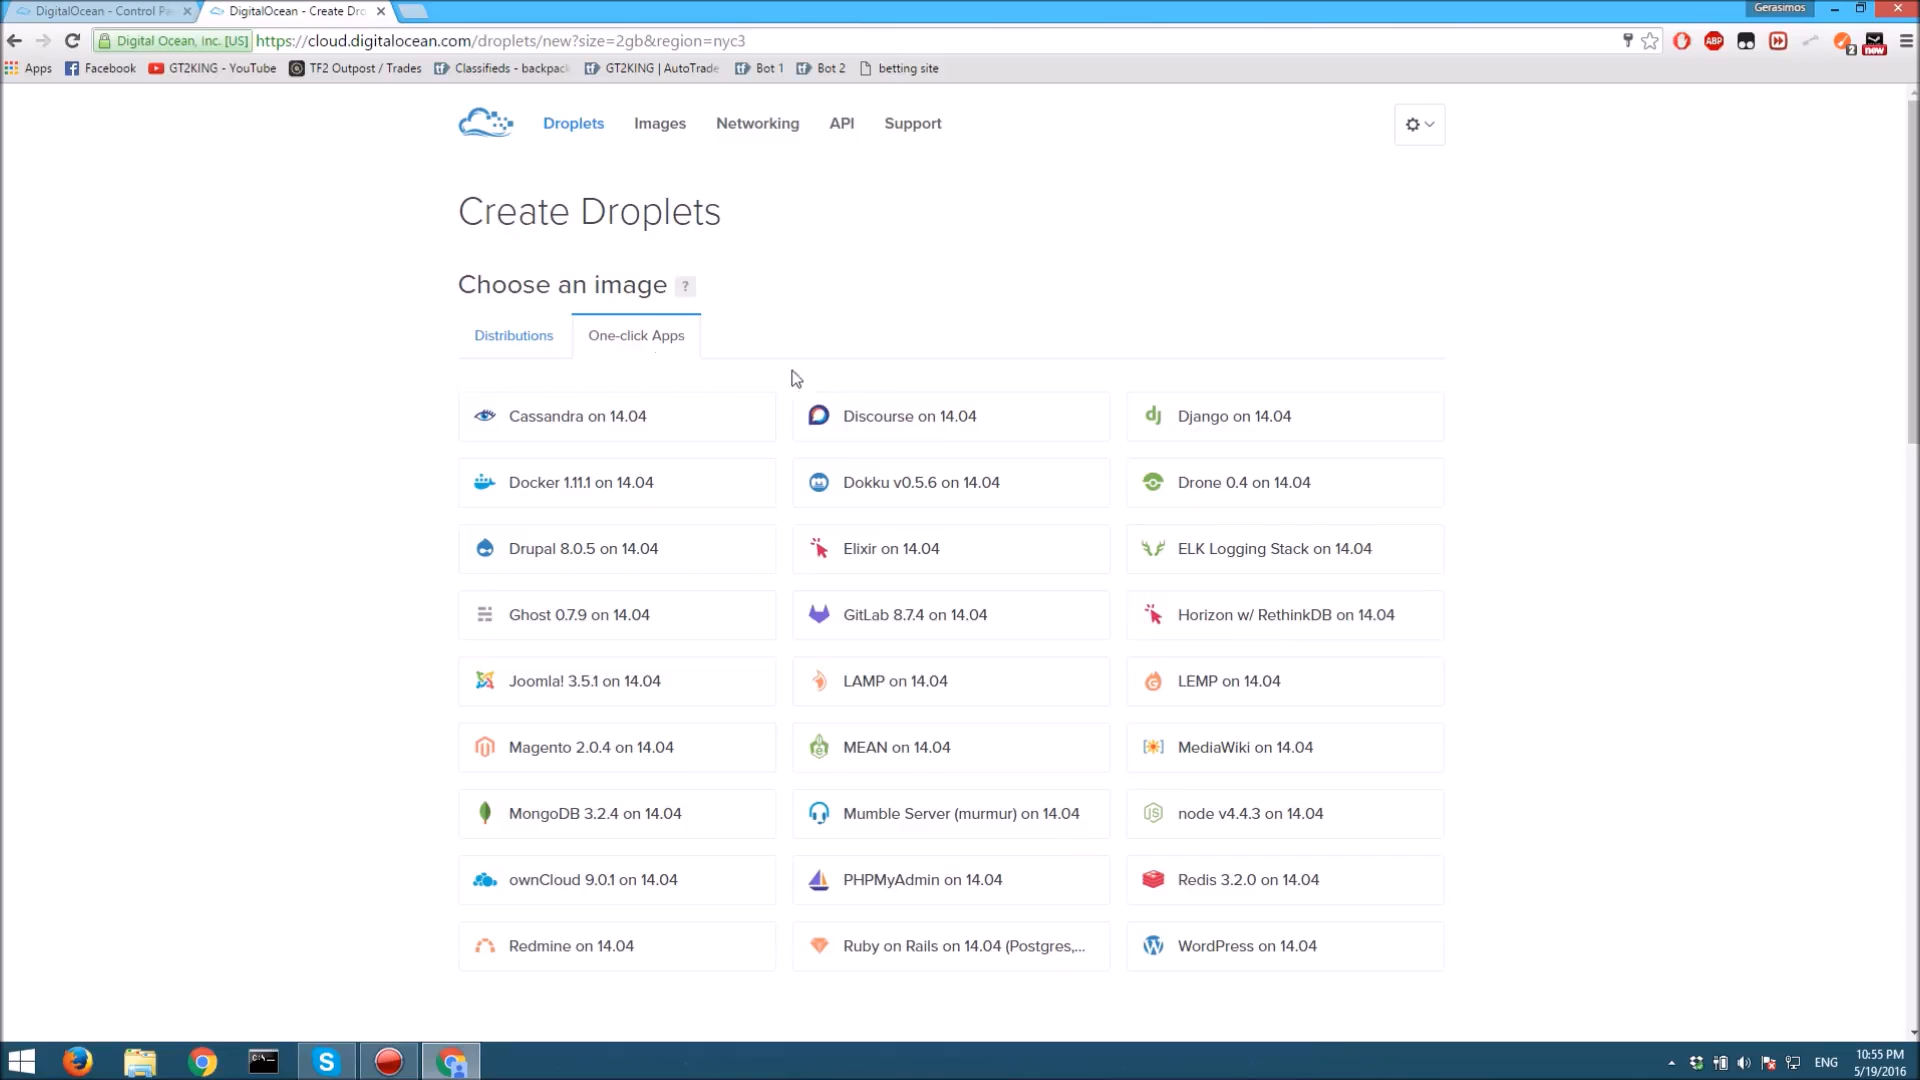 DigitalOcean - Control Pa
DigitalOcean - Create Dro
Gerasimos
Digital Ocean, Inc. [US]
https://cloud.digitalocean.com/droplets/new?size=2gb&region=nyc3
ABP
2
new
Apps
Facebook
GT2KING - YouTube
TF2 Outpost / Trades
Classifieds - backpack
GT2KING | AutoTrade
Bot 1
Bot 2
betting site
Droplets
Images
Networking
API
Support
Create Droplets
Choose an image ?
Distributions
One-click Apps
Cassandra on 14.04
Discourse on 14.04
Django on 14.04
Docker 1.11.1 on 14.04
Dokku v0.5.6 on 14.04
Drone 0.4 on 14.04
Drupal 8.0.5 on 14.04
Elixir on 14.04
ELK Logging Stack on 14.04
Ghost 0.7.9 on 14.04
GitLab 8.7.4 on 14.04
Horizon w/ RethinkDB on 14.04
Joomla! 3.5.1 on 14.04
LAMP on 14.04
LEMP on 14.04
Magento 2.0.4 on 14.04
MEAN on 14.04
MediaWiki on 14.04
MongoDB 3.2.4 on 14.04
Mumble Server (murmur) on 14.04
node v4.4.3 on 14.04
ownCloud 9.0.1 on 14.04
PHPMyAdmin on 14.04
Redis 3.2.0 on 14.04
Redmine on 14.04
Ruby on Rails on 14.04 (Postgres,...
WordPress on 14.04
ENG
10:55 PM
5/19/2016